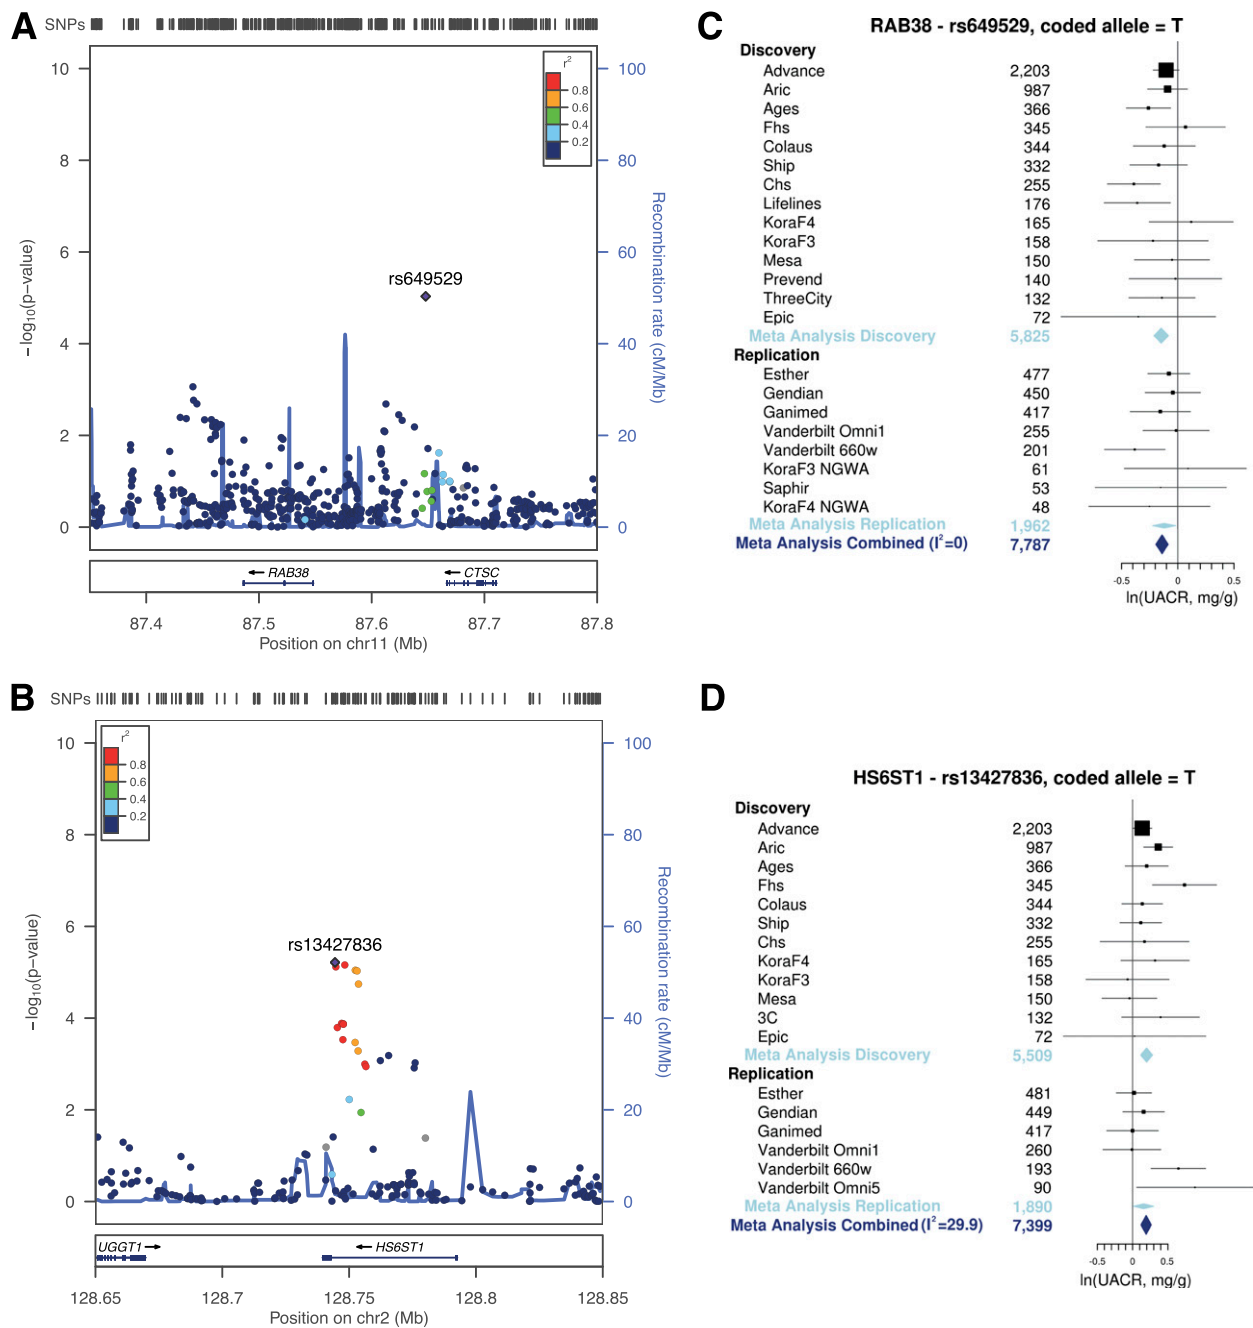 A
SNPs
10
8
6
4
2
0
−log10(p−value)
100
80
60
40
20
0
Recombination rate (cM/Mb)
r2
0.8
0.6
0.4
0.2
rs649529
RAB38
CTSC
87.4
87.5
87.6
87.7
87.8
Position on chr11 (Mb)
C
RAB38 - rs649529, coded allele = T
Discovery
Advance 2,203
Aric 987
Ages 366
Fhs 345
Colaus 344
Ship 332
Chs 255
Lifelines 176
KoraF4 165
KoraF3 158
Mesa 150
Prevend 140
ThreeCity 132
Epic 72
Meta Analysis Discovery 5,825
Replication
Esther 477
Gendian 450
Ganimed 417
Vanderbilt Omni1 255
Vanderbilt 660w 201
KoraF3 NGWA 61
Saphir 53
KoraF4 NGWA 48
Meta Analysis Replication 1,962
Meta Analysis Combined (I2=0) 7,787
-0.5 0 0.5
ln(UACR, mg/g)
B
SNPs
10
8
6
4
2
0
−log10(p−value)
100
80
60
40
20
0
Recombination rate (cM/Mb)
r2
0.8
0.6
0.4
0.2
rs13427836
UGGT1
HS6ST1
128.65
128.7
128.75
128.8
128.85
Position on chr2 (Mb)
D
HS6ST1 - rs13427836, coded allele = T
Discovery
Advance 2,203
Aric 987
Ages 366
Fhs 345
Colaus 344
Ship 332
Chs 255
KoraF4 165
KoraF3 158
Mesa 150
3C 132
Epic 72
Meta Analysis Discovery 5,509
Replication
Esther 481
Gendian 449
Ganimed 417
Vanderbilt Omni1 260
Vanderbilt 660w 193
Vanderbilt Omni5 90
Meta Analysis Replication 1,890
Meta Analysis Combined (I2=29.9) 7,399
-0.5 0 0.5
ln(UACR, mg/g)